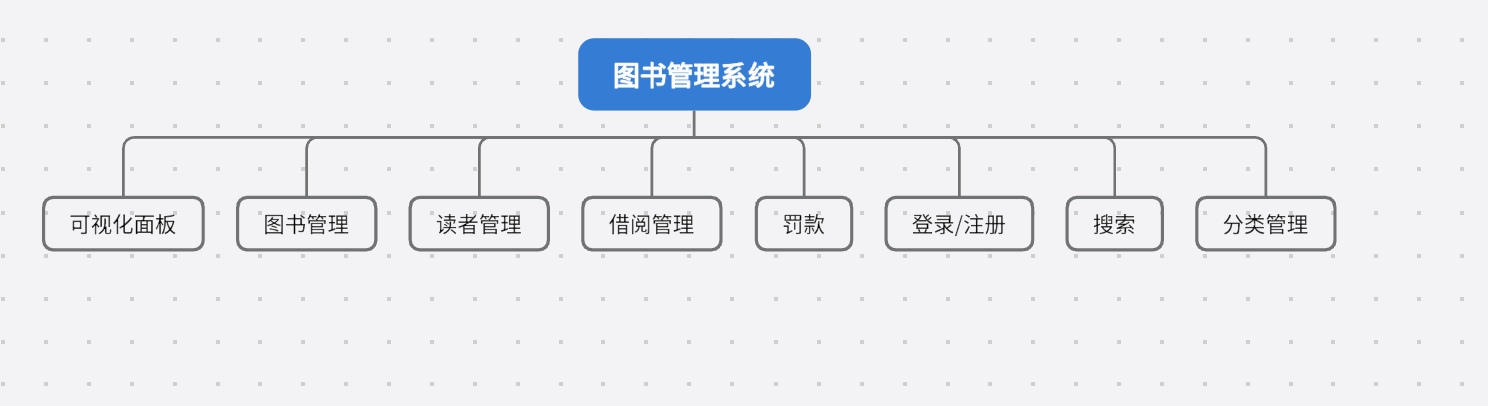 图书管理系统
可视化面板
图书管理
读者管理
借阅管理
罚款
登录/注册
搜索
分类管理